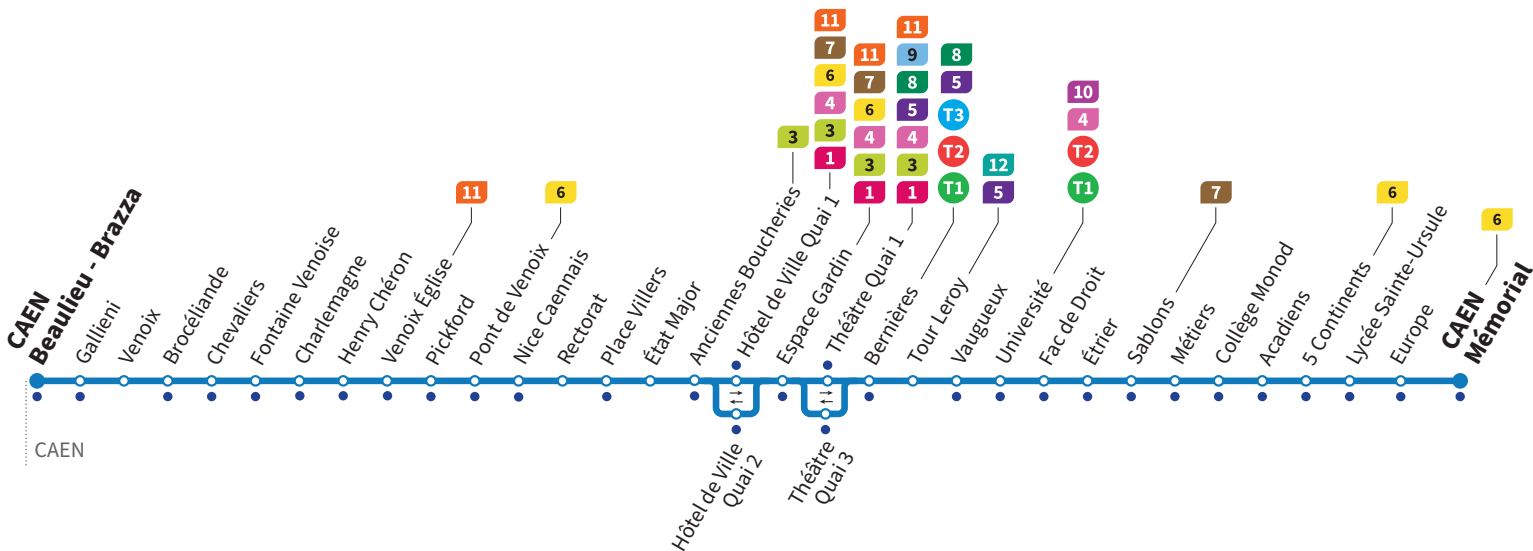 11
7
6
4
3
1
11
7
6
4
3
1
11
9
8
5
4
3
1
8
5
T3
T2
T1
12
5
10
4
T2
T1
3
11
6
7
6
6
CAEN
Beaulieu - Brazza
Gallieni
Venoix
Brocéliande
Chevaliers
Fontaine Venoise
Charlemagne
Henry Chéron
Venoix Église
Pickford
Pont de Venoix
Nice Caennais
Rectorat
Place Villers
État Major
Anciennes Boucheries
Hôtel de Ville Quai 1
Espace Gardin
Théâtre Quai 1
Bernières
Tour Leroy
Vaugueux
Université
Fac de Droit
Étrier
Sablons
Métiers
Collège Monod
Acadiens
5 Continents
Lycée Sainte-Ursule
Europe
CAEN
Mémorial
CAEN
Hôtel de Ville
Quai 2
Théâtre
Quai 3